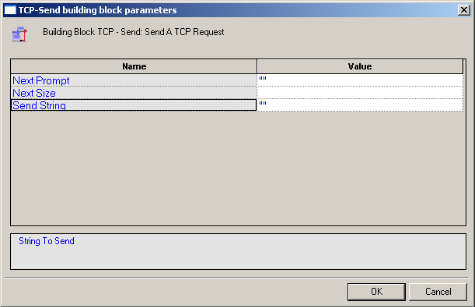 TCP-Send building block parameters
Building Block TCP - Send: Send A TCP Request
Name Value
Next Prompt ""
Next Size
Send String ""
String To Send
OK Cancel